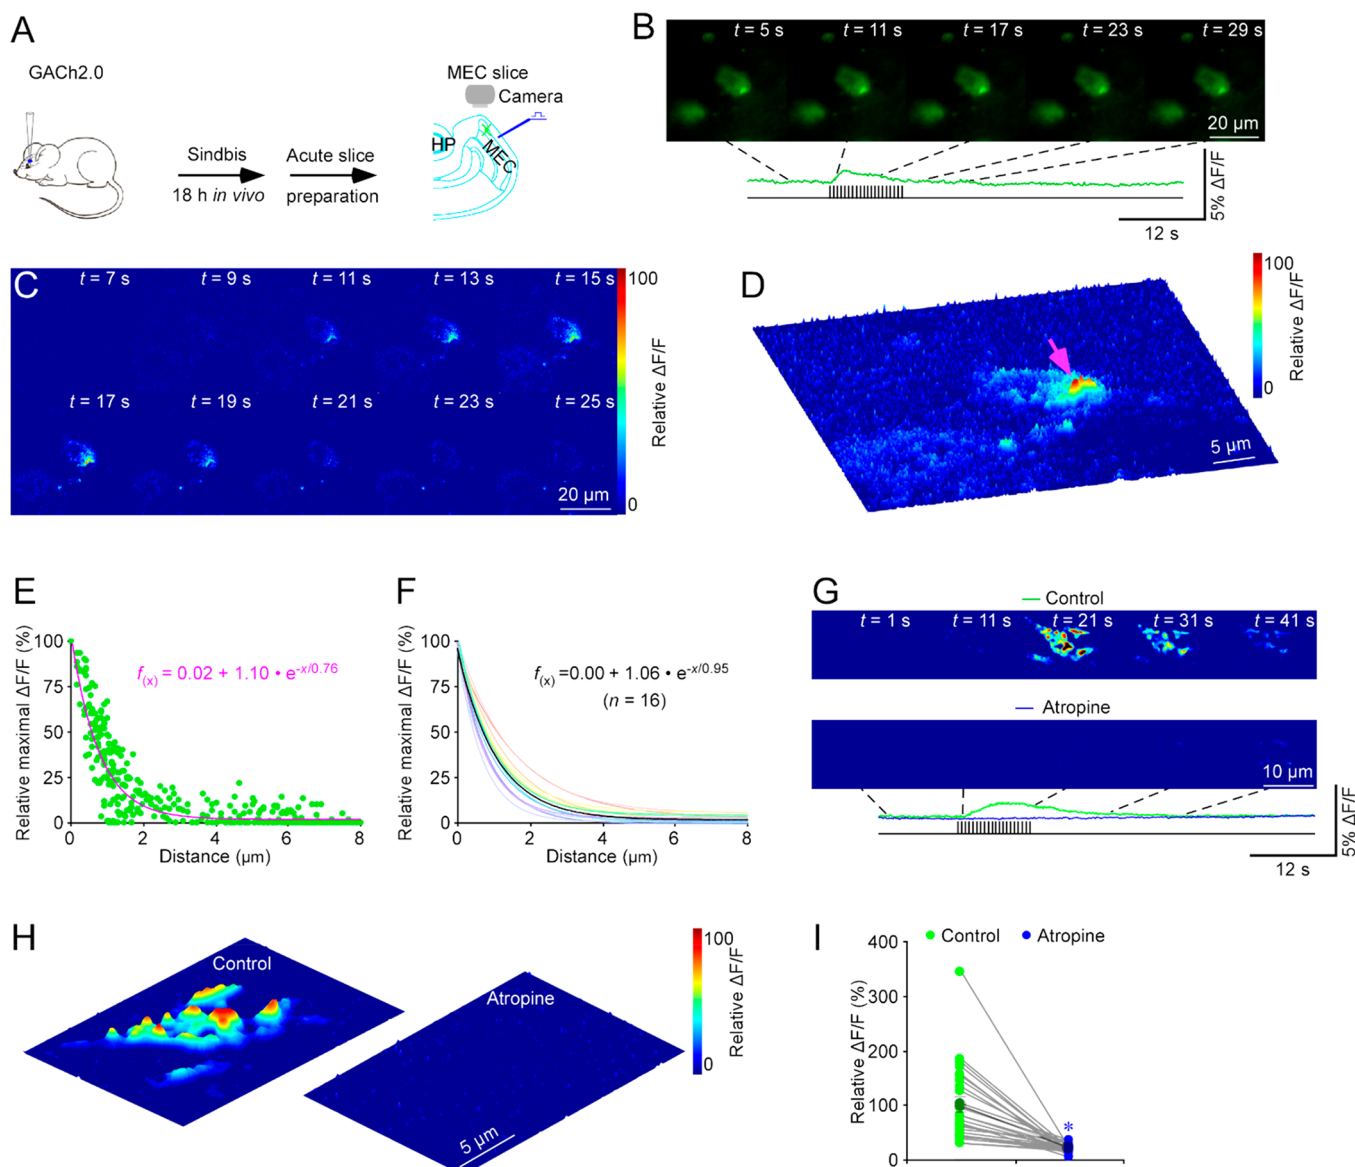 A
GACh2.0
Sindbis
18 h in vivo
Acute slice
preparation
MEC slice
Camera
HP
MEC
B
t = 5 s
t = 11 s
t = 17 s
t = 23 s
t = 29 s
20 µm
5% ΔF/F
12 s
C
t = 7 s
t = 9 s
t = 11 s
t = 13 s
t = 15 s
t = 17 s
t = 19 s
t = 21 s
t = 23 s
t = 25 s
20 µm
100
0
Relative ΔF/F
D
100
0
Relative ΔF/F
5 µm
E
Relative maximal ΔF/F (%)
100
75
50
25
0
0
2
4
6
8
Distance (µm)
f(x) = 0.02 + 1.10 • e-x/0.76
F
Relative maximal ΔF/F (%)
100
75
50
25
0
0
2
4
6
8
Distance (µm)
f(x) =0.00 + 1.06 • e-x/0.95
(n = 16)
G
Control
t = 1 s
t = 11 s
t = 21 s
t = 31 s
t = 41 s
Atropine
10 µm
5% ΔF/F
12 s
H
Control
Atropine
5 µm
100
0
Relative ΔF/F
I
Control
Atropine
Relative ΔF/F (%)
400
300
200
100
0
*